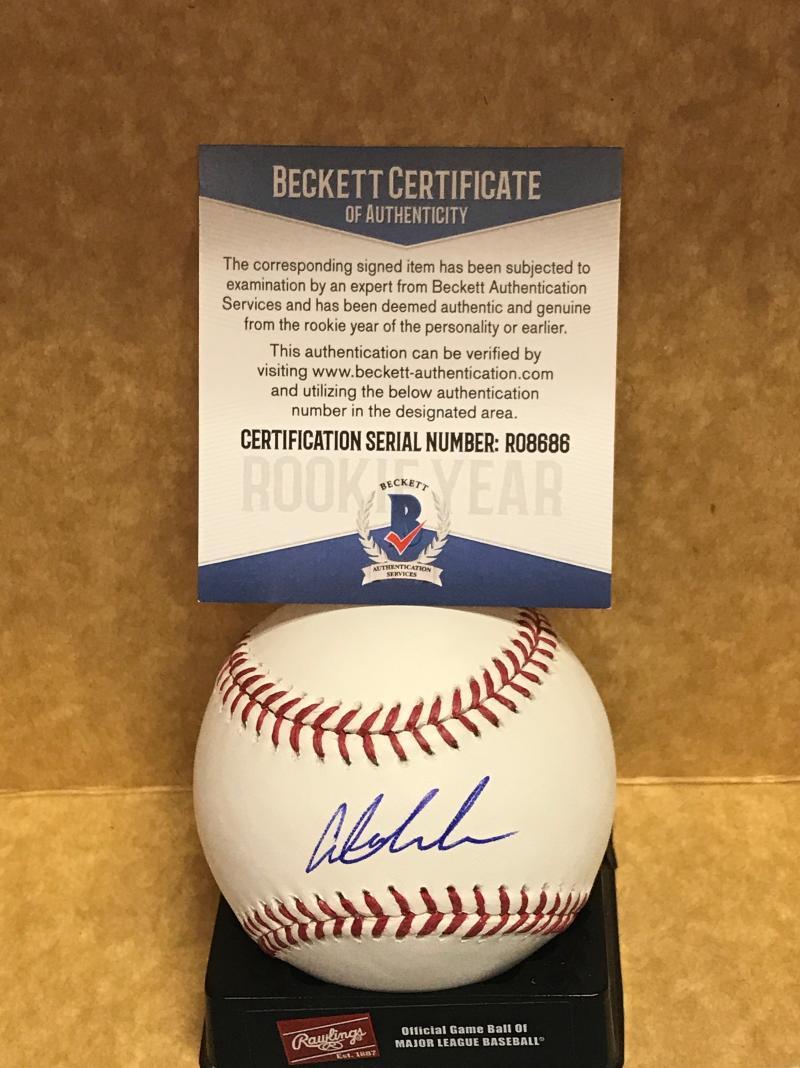 BECKETT CERTIFICATE
OF AUTHENTICITY
The corresponding signed item has been subjected to
examination by an expert from Beckett Authentication
Services and has been deemed authentic and genuine
from the rookie year of the personality or earlier.
This authentication can be verified by
visiting www.beckett-authentication.com
and utilizing the below authentication
number in the designated area.
CERTIFICATION SERIAL NUMBER: R08686
ROOKIE YEAR
BECKETT
B
AUTHENTICATION
SERVICES
Rawlings
Est. 1887
Official Game Ball Of
MAJOR LEAGUE BASEBALL®